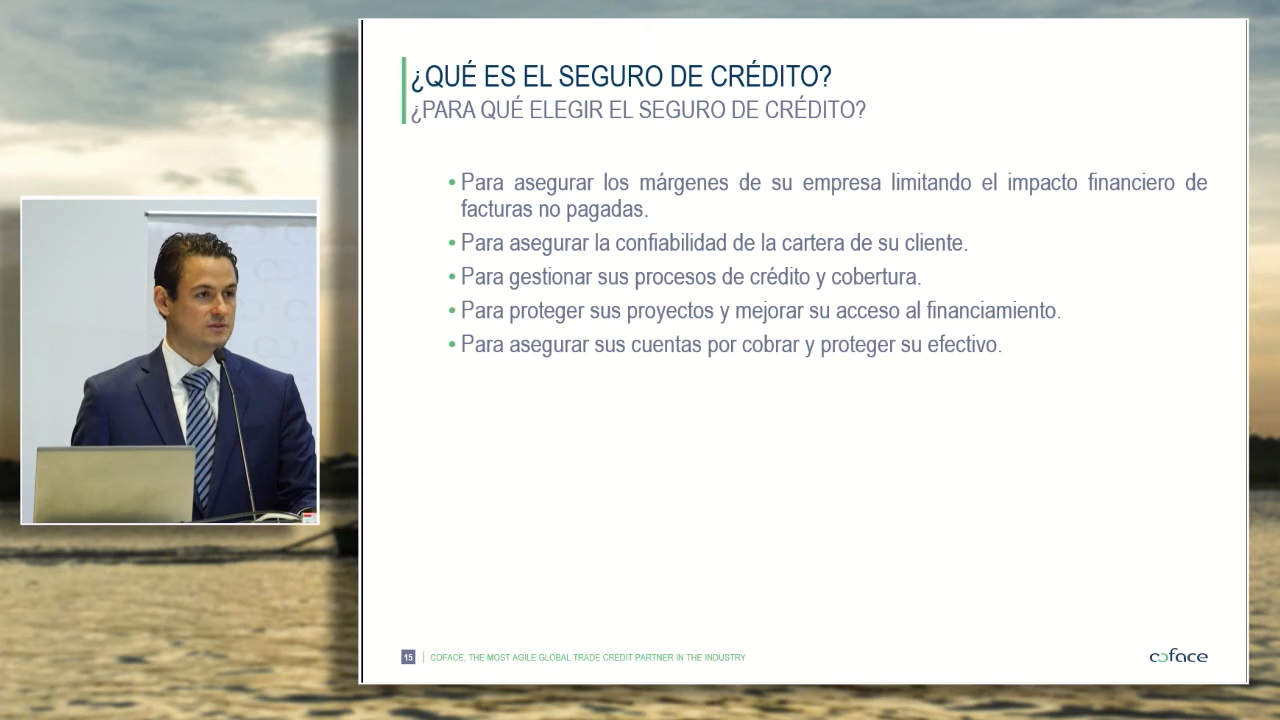 ¿QUÉ ES EL SEGURO DE CRÉDITO?
¿PARA QUÉ ELEGIR EL SEGURO DE CRÉDITO?
• Para asegurar los márgenes de su empresa limitando el impacto financiero de
facturas no pagadas.
• Para asegurar la confiabilidad de la cartera de su cliente.
• Para gestionar sus procesos de crédito y cobertura.
• Para proteger sus proyectos y mejorar su acceso al financiamiento.
• Para asegurar sus cuentas por cobrar y proteger su efectivo.
15 COFACE, THE MOST AGILE GLOBAL TRADE CREDIT PARTNER IN THE INDUSTRY
coface